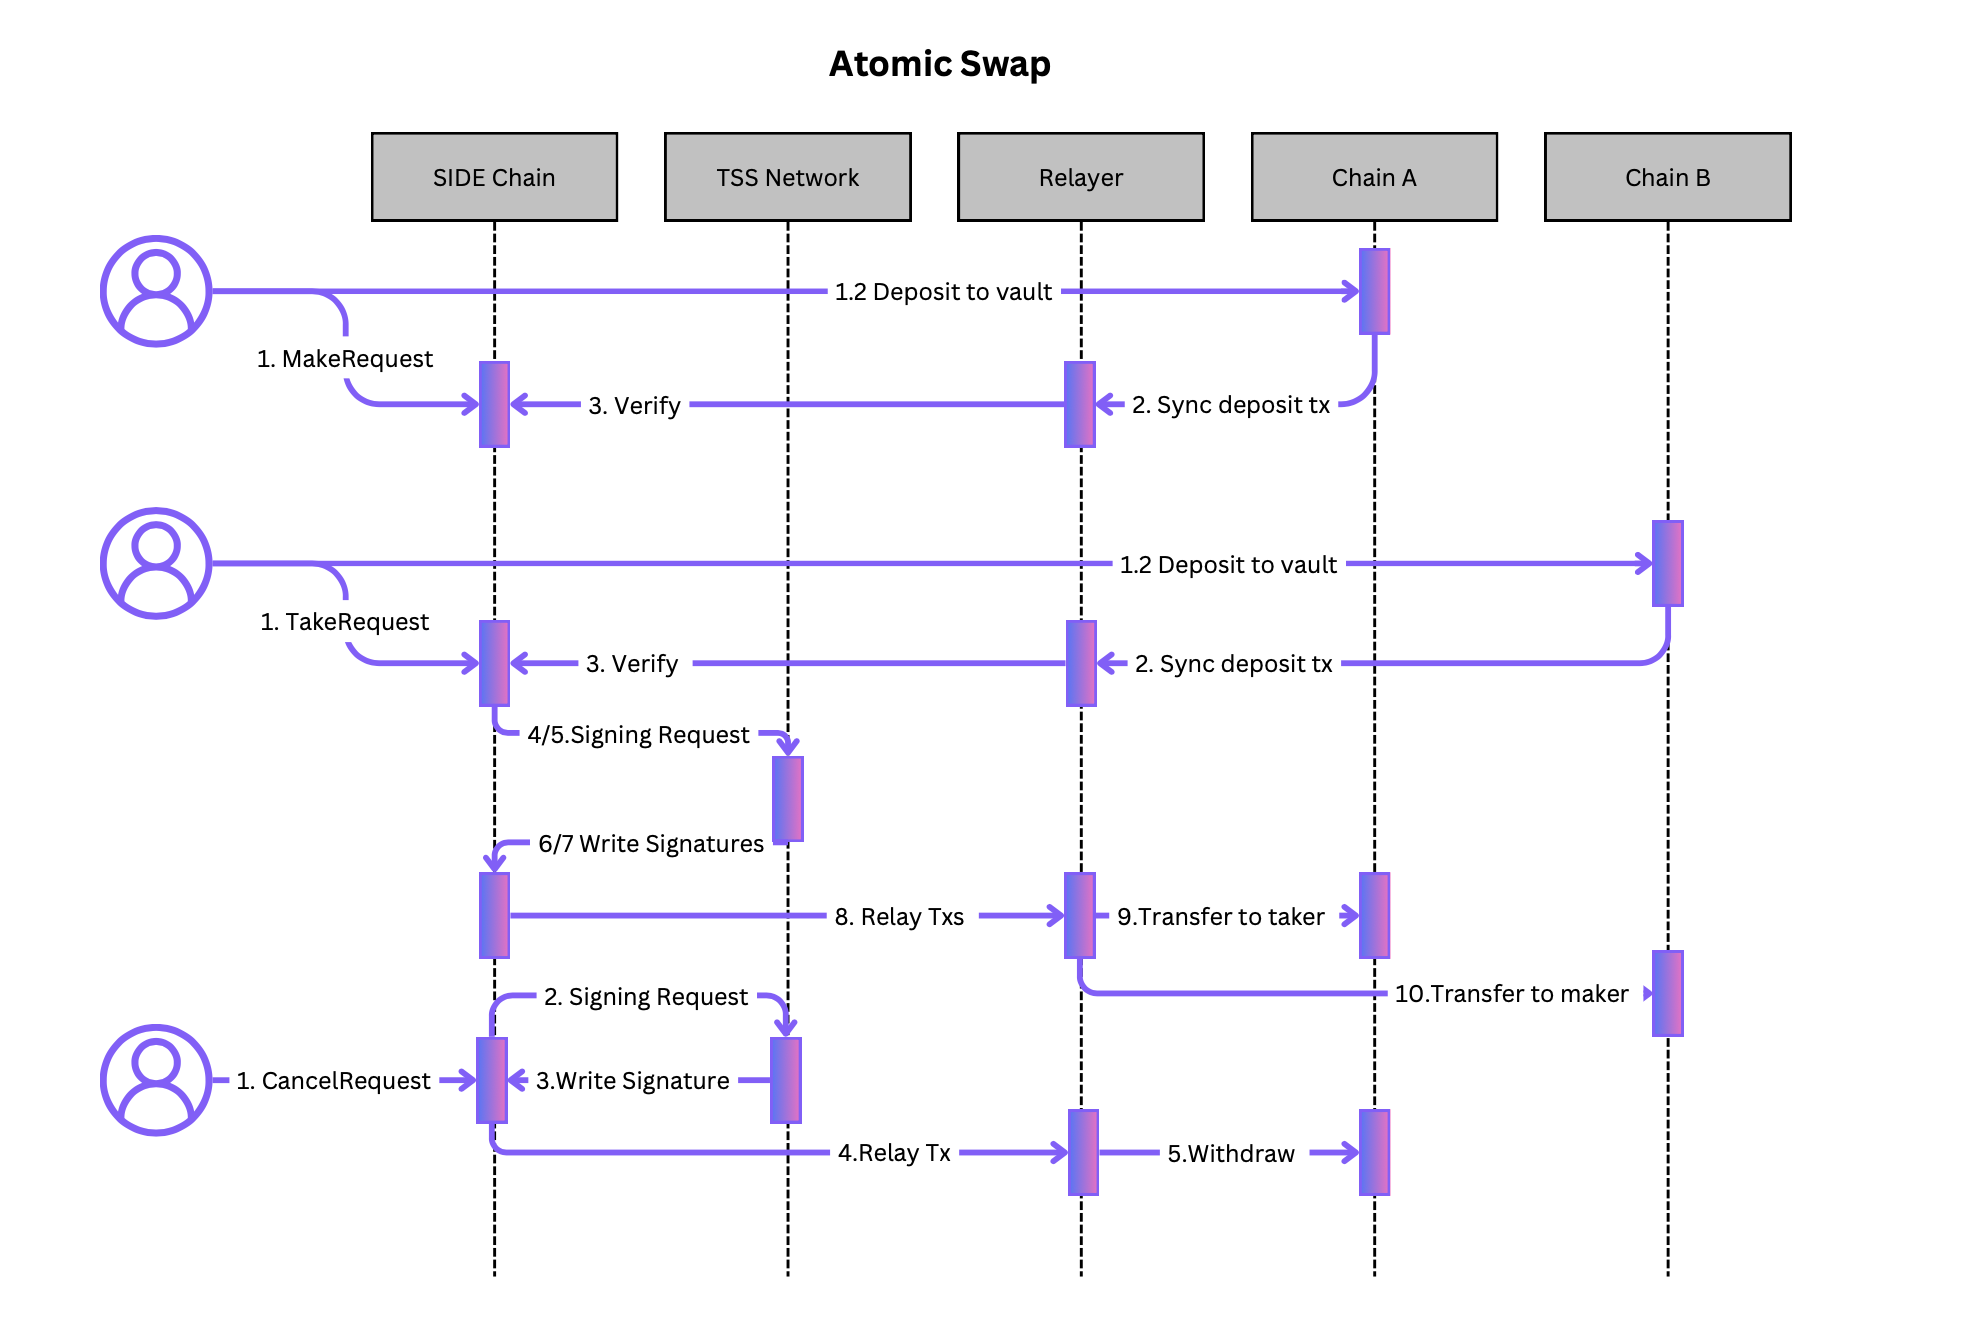 Atomic Swap
SIDE Chain
TSS Network
Relayer
Chain A
Chain B
1.2 Deposit to vault
1. MakeRequest
3. Verify
2. Sync deposit tx
1.2 Deposit to vault
1. TakeRequest
3. Verify
2. Sync deposit tx
4/5.Signing Request
6/7 Write Signatures
8. Relay Txs
9.Transfer to taker
2. Signing Request
10.Transfer to maker
1. CancelRequest
3.Write Signature
4.Relay Tx
5.Withdraw